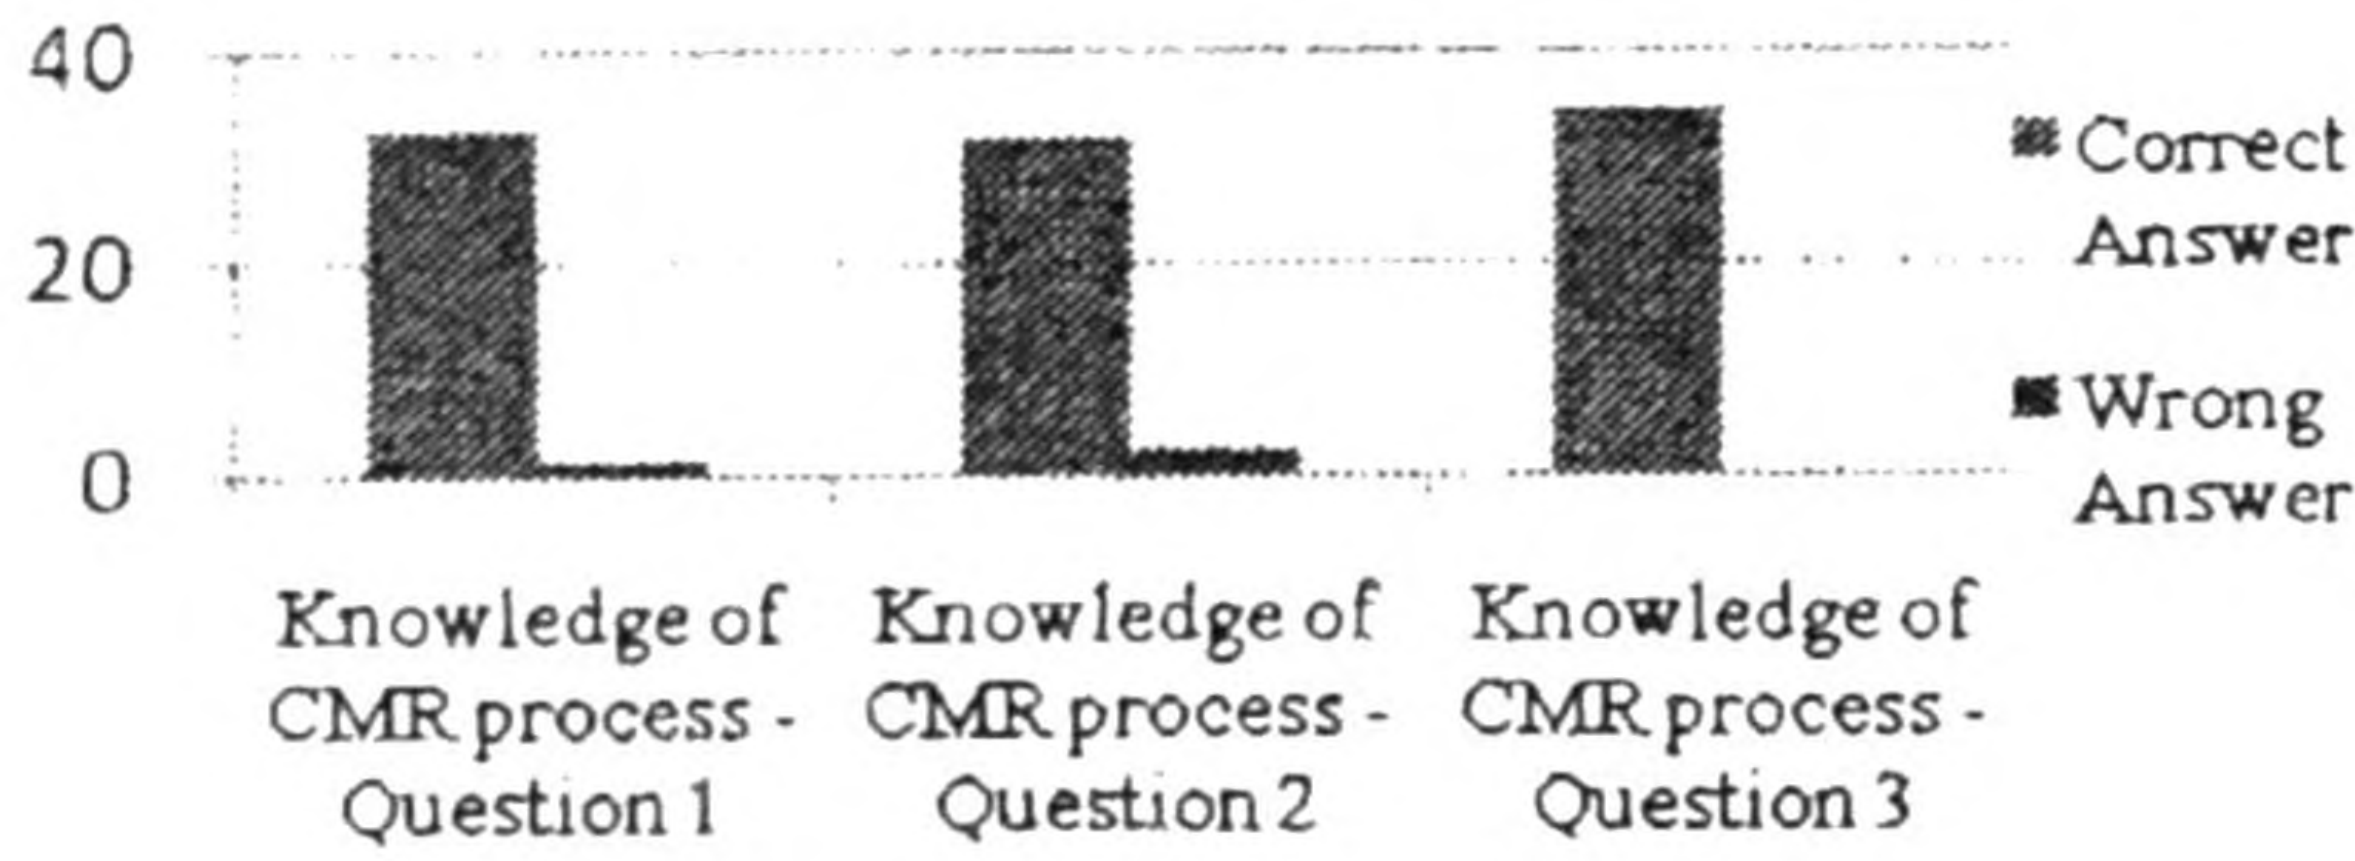 40
20
0
Correct
Answer
Wrong
Answer
Knowledge of
CMR process -
Question 1
Knowledge of
CMR process -
Question 2
Knowledge of
CMR process -
Question 3